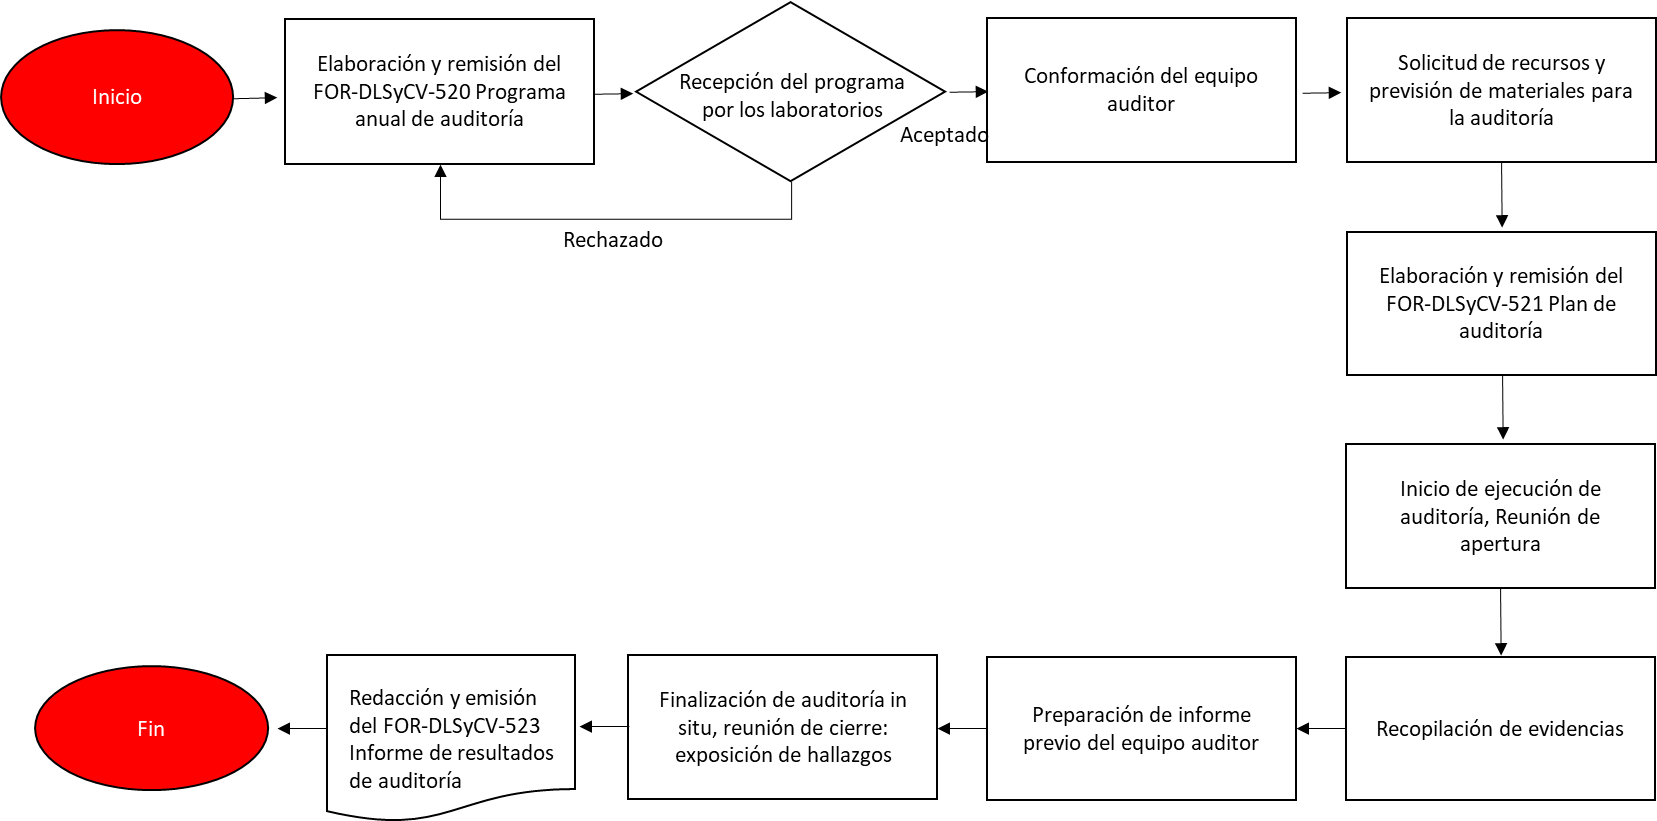 Inicio
Elaboración y remisión del
FOR-DLSyCV-520 Programa
anual de auditoría
Recepción del programa
por los laboratorios
Aceptado
Rechazado
Conformación del equipo
auditor
Solicitud de recursos y
previsión de materiales para
la auditoría
Elaboración y remisión del
FOR-DLSyCV-521 Plan de
auditoría
Inicio de ejecución de
auditoría, Reunión de
apertura
Recopilación de evidencias
Preparación de informe
previo del equipo auditor
Finalización de auditoría in
situ, reunión de cierre:
exposición de hallazgos
Redacción y emisión
del FOR-DLSyCV-523
Informe de resultados
de auditoría
Fin